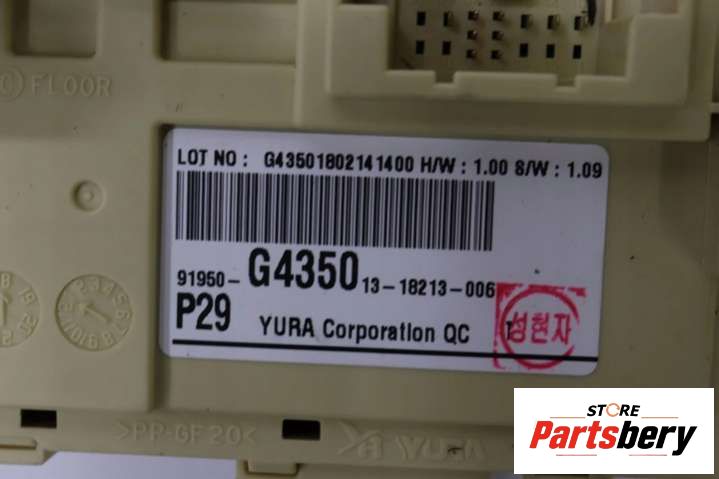 FLOOR
LOT NO : G43501802141400 H/W : 1.00 S/W : 1.09
91950- G4350 13-18213-006
P29 YURA Corporation QC
성현자
>PP-GF20< YURA
STORE
Partsbery